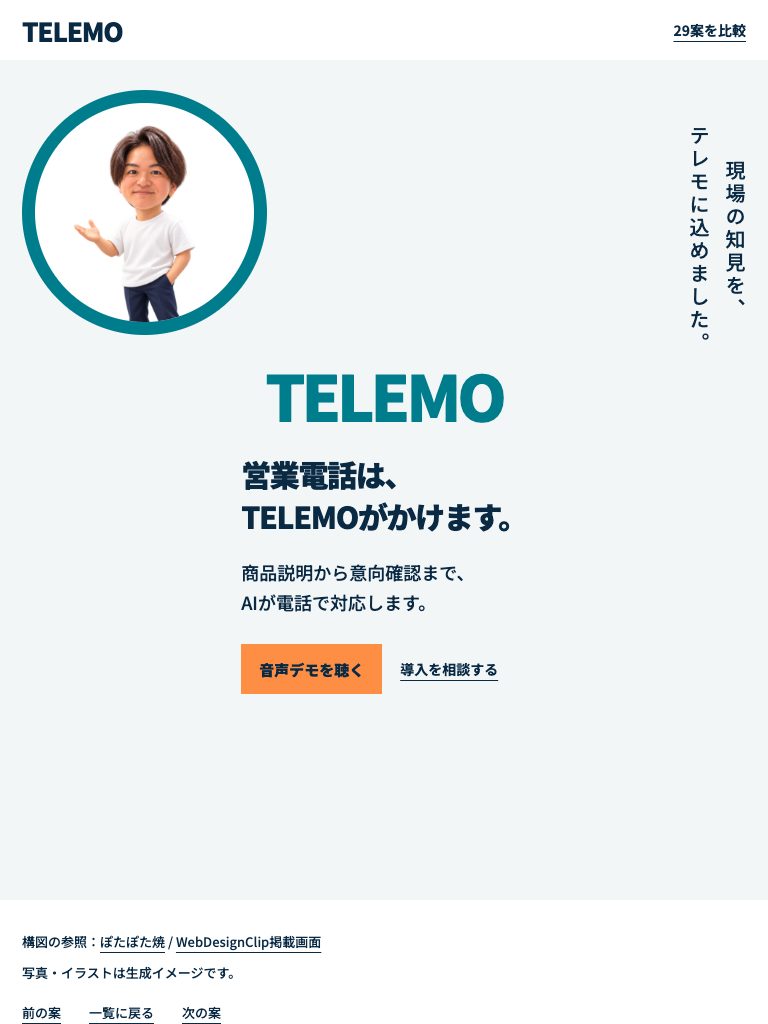 TELEMO
29案を比較
現場の知見を、
テレモに込めました。
TELEMO
営業電話は、
TELEMOがかけます。
商品説明から意向確認まで、
AIが電話で対応します。
音声デモを聴く
導入を相談する
構図の参照：ぽたぽた焼 / WebDesignClip掲載画面
写真・イラストは生成イメージです。
前の案 一覧に戻る 次の案